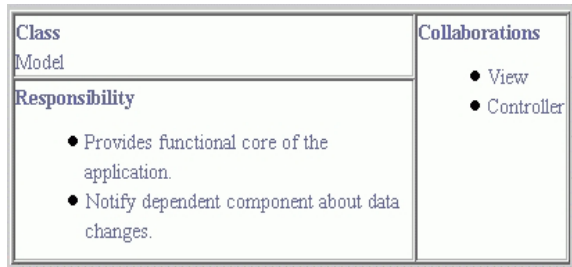 Class
Model
Responsibility
Provides functional core of the
application.
Notify dependent component about data
changes.
Collaborations
View
Controller